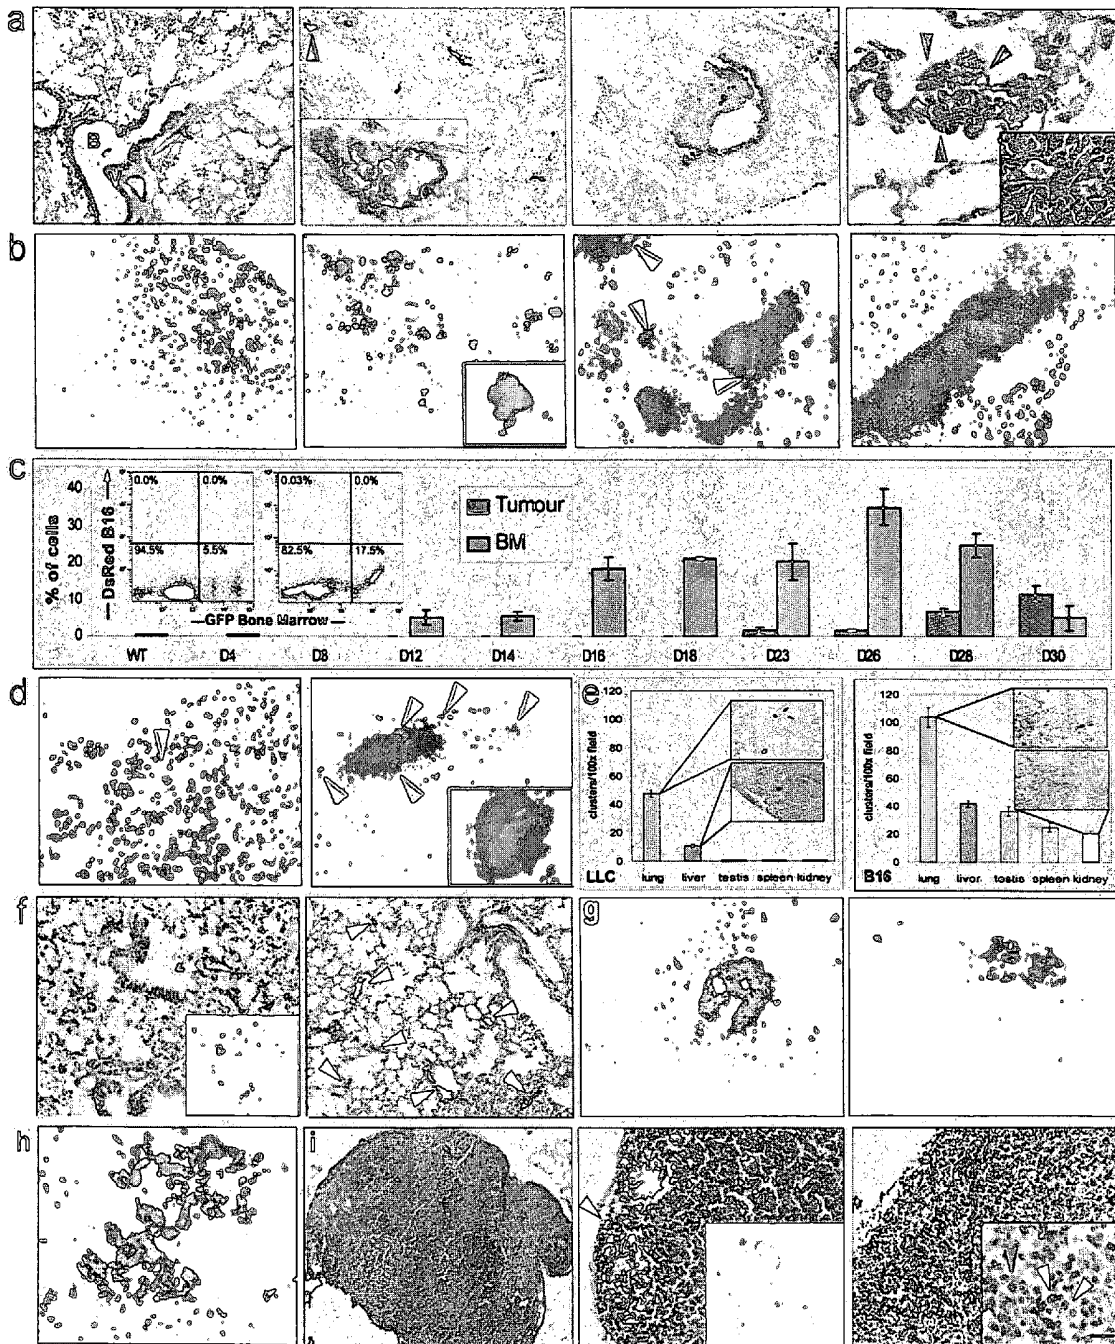 a
B
b
c
% of cells
40
30
20
10
0
DsRed B16
0.0%
0.0%
94.5%
5.5%
0.03%
0.0%
82.5%
17.5%
GFP Bone Marrow
Tumour
BM
WT D4 D8 D12 D14 D16 D18 D23 D26 D28 D30
d
e
clusters/100x field
120
100
80
60
40
20
0
LLC
lung liver testis spleen kidney
clusters/100x field
120
100
80
60
40
20
0
B16
lung liver testis spleen kidney
f
g
h
i